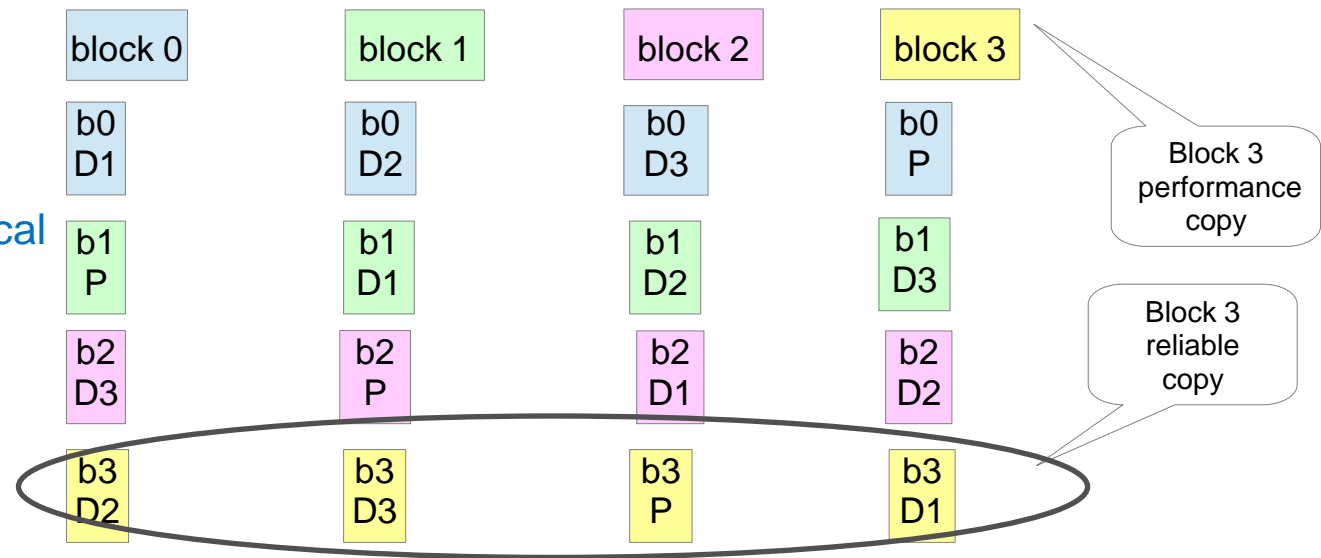 block 0
block 1
block 2
block 3
b0
D1
b0
D2
b0
D3
b0
P
Block 3
performance
copy
cal
b1
P
b1
D1
b1
D2
b1
D3
b2
D3
b2
P
b2
D1
b2
D2
Block 3
reliable
copy
b3
D2
b3
D3
b3
P
b3
D1